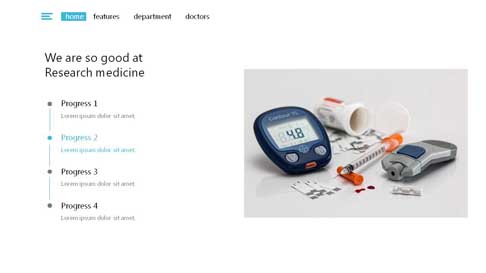 home features department doctors
We are so good at
Research medicine
Progress 1
Lorem ipsum dolor sit amet.
Progress 2
Lorem ipsum dolor sit amet.
Progress 3
Lorem ipsum dolor sit amet.
Progress 4
Lorem ipsum dolor sit amet.
Contour TS
4.8